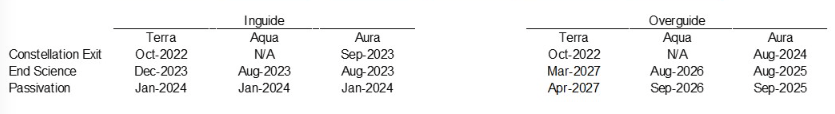 Inguide Overguide
Terra Aqua Aura Terra Aqua Aura
Constellation Exit Oct-2022 N/A Sep-2023 Oct-2022 N/A Aug-2024
End Science Dec-2023 Aug-2023 Aug-2023 Mar-2027 Aug-2026 Aug-2025
Passivation Jan-2024 Jan-2024 Jan-2024 Apr-2027 Sep-2026 Sep-2025